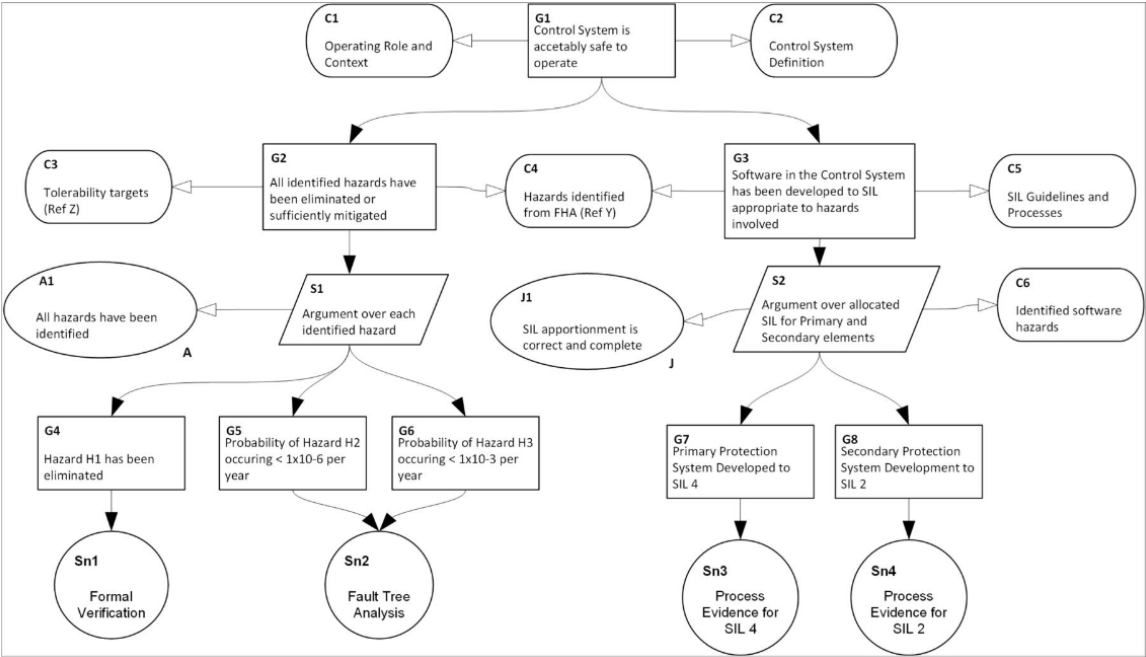 C1
Operating Role and
Context
G1
Control System is
accetably safe to
operate
C2
Control System
Definition
C3
Tolerability targets
(Ref Z)
G2
All identified hazards have
been eliminated or
sufficiently mitigated
C4
Hazards identified
from FHA (Ref Y)
G3
Software in the Control System
has been developed to SIL
appropriate to hazards
involved
C5
SIL Guidelines and
Processes
A1
All hazards have been
identified
A
S1
Argument over each
identified hazard
J1
SIL apportionment is
correct and complete
J
S2
Argument over allocated
SIL for Primary and
Secondary elements
C6
Identified software
hazards
G4
Hazard H1 has been
eliminated
G5
Probability of Hazard H2
occuring < 1x10-6 per
year
G6
Probability of Hazard H3
occuring < 1x10-3 per
year
G7
Primary Protection
System Developed to
SIL 4
G8
Secondary Protection
System Development to
SIL 2
Sn1
Formal
Verification
Sn2
Fault Tree
Analysis
Sn3
Process
Evidence for
SIL 4
Sn4
Process
Evidence for
SIL 2